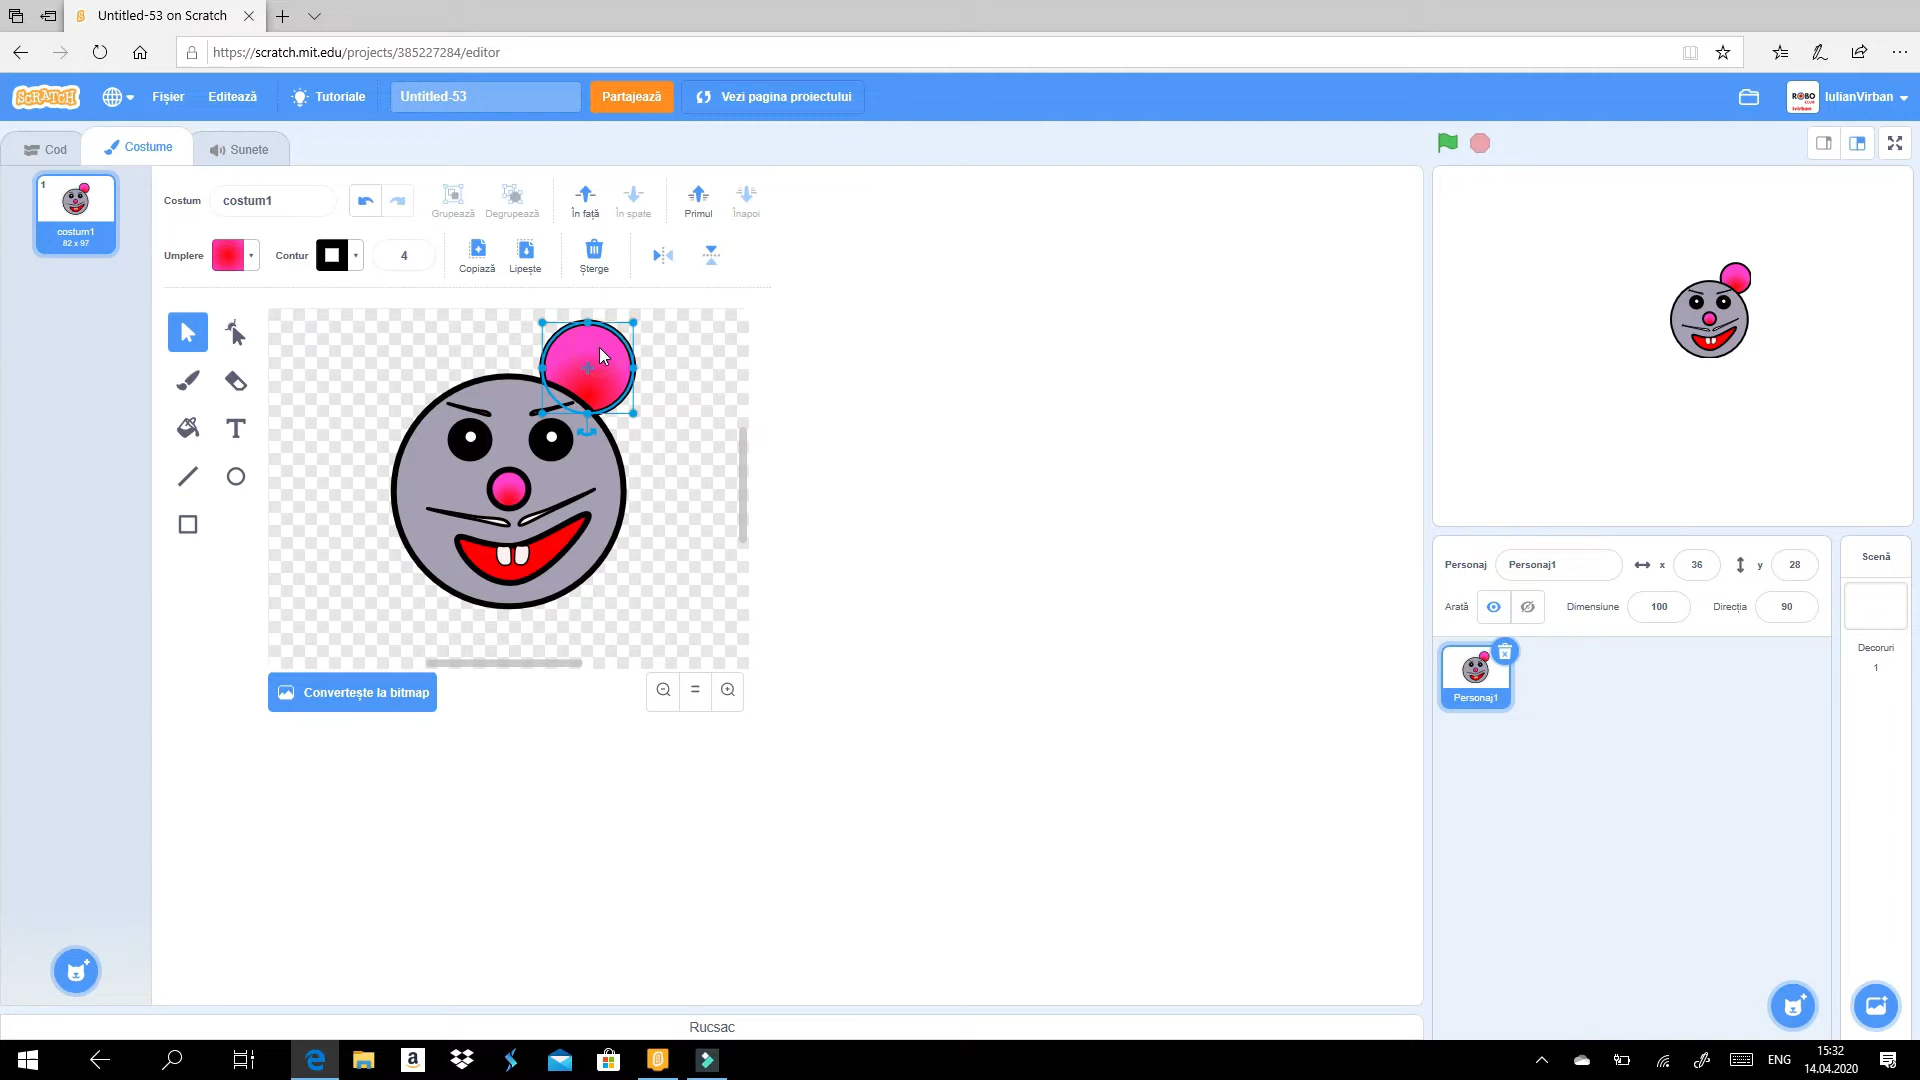 Untitled-53 on Scratch
https://scratch.mit.edu/projects/385227284/editor
SCRATCH
Fișier
Editează
Tutoriale
Untitled-53
Partajează
Vezi pagina proiectului
ROBO
IulianVirban
Cod
Costume
Sunete
1
costum1
82 x 97
Costum
costum1
Grupează
Degrupează
În față
În spate
Primul
Înapoi
Umplere
Contur
4
Copiază
Lipește
Șterge
T
Convertește la bitmap
Personaj
Personaj1
x
36
y
28
Arată
Dimensiune
100
Direcția
90
Personaj1
Scenă
Decoruri
1
Rucsac
ENG
15:32
14.04.2020